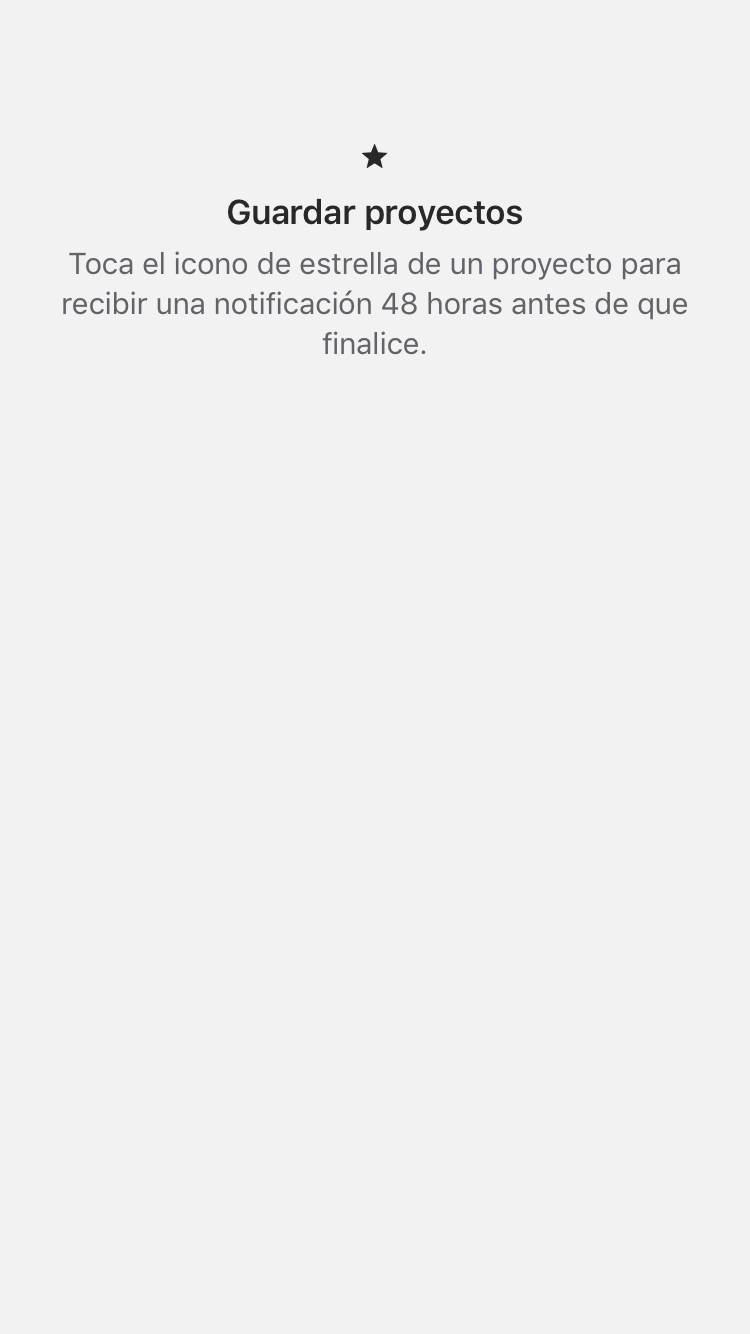 Guardar proyectos
Toca el icono de estrella de un proyecto para
recibir una notificación 48 horas antes de que
finalice.